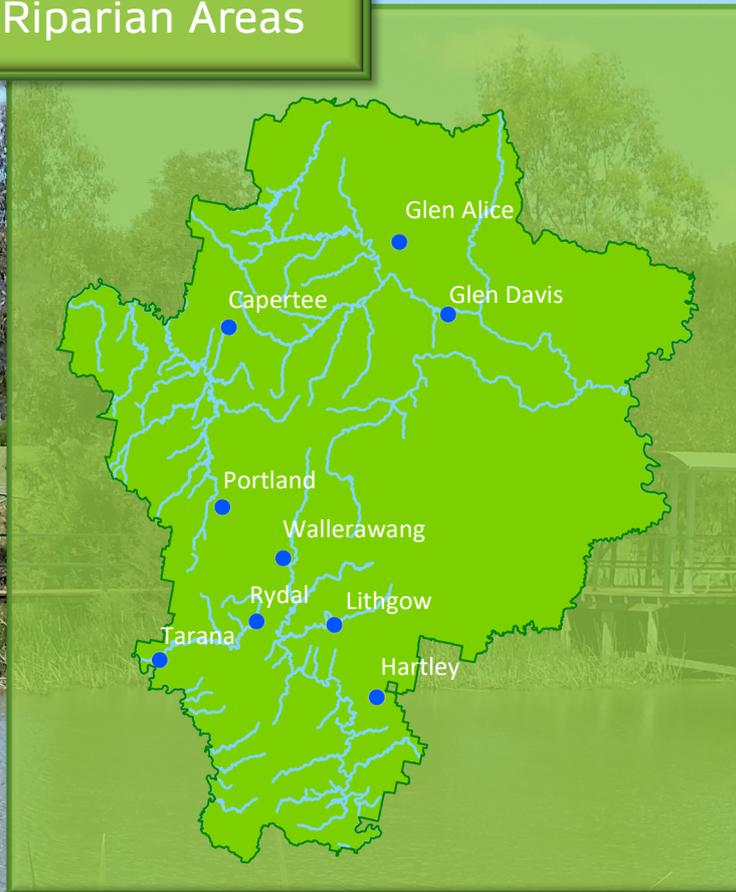 Riparian Areas
Glen Alice
Capertee
Glen Davis
Portland
Wallerawang
Rydal
Lithgow
Tarana
Hartley